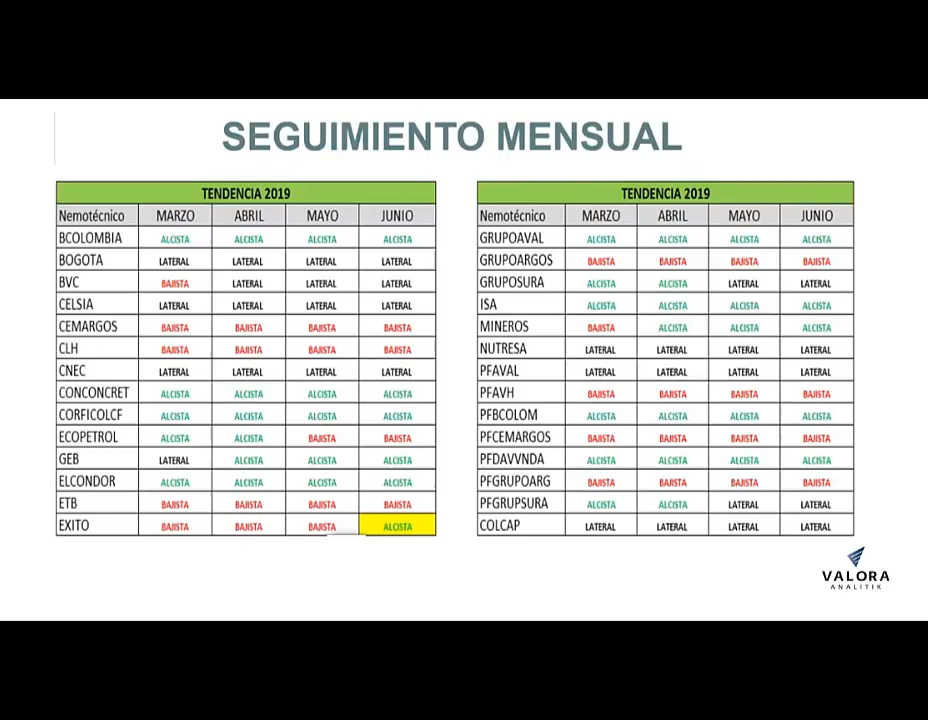 SEGUIMIENTO MENSUAL
TENDENCIA 2019
Nemotécnico MARZO ABRIL MAYO JUNIO
BCOLOMBIA ALCISTA ALCISTA ALCISTA ALCISTA
BOGOTA LATERAL LATERAL LATERAL LATERAL
BVC BAJISTA LATERAL LATERAL LATERAL
CELSIA LATERAL LATERAL LATERAL LATERAL
CEMARGOS BAJISTA BAJISTA BAJISTA BAJISTA
CLH BAJISTA BAJISTA BAJISTA BAJISTA
CNEC LATERAL LATERAL LATERAL LATERAL
CONCONCRET ALCISTA ALCISTA ALCISTA ALCISTA
CORFICOLCF ALCISTA ALCISTA ALCISTA ALCISTA
ECOPETROL ALCISTA ALCISTA BAJISTA BAJISTA
GEB LATERAL ALCISTA ALCISTA ALCISTA
ELCONDOR ALCISTA ALCISTA ALCISTA ALCISTA
ETB BAJISTA BAJISTA BAJISTA BAJISTA
EXITO BAJISTA BAJISTA BAJISTA ALCISTA
TENDENCIA 2019
Nemotécnico MARZO ABRIL MAYO JUNIO
GRUPOAVAL ALCISTA ALCISTA ALCISTA ALCISTA
GRUPOARGOS BAJISTA BAJISTA BAJISTA BAJISTA
GRUPOSURA ALCISTA ALCISTA LATERAL LATERAL
ISA ALCISTA ALCISTA ALCISTA ALCISTA
MINEROS BAJISTA ALCISTA ALCISTA ALCISTA
NUTRESA LATERAL LATERAL LATERAL LATERAL
PFAVAL LATERAL LATERAL LATERAL LATERAL
PFAVH BAJISTA BAJISTA BAJISTA BAJISTA
PFBCOLOM ALCISTA ALCISTA ALCISTA ALCISTA
PFCEMARGOS BAJISTA BAJISTA BAJISTA BAJISTA
PFDAVVNDA ALCISTA ALCISTA ALCISTA ALCISTA
PFGRUPOARG BAJISTA BAJISTA BAJISTA BAJISTA
PFGRUPSURA ALCISTA ALCISTA LATERAL LATERAL
COLCAP LATERAL LATERAL LATERAL LATERAL
VALORA
ANALITIK